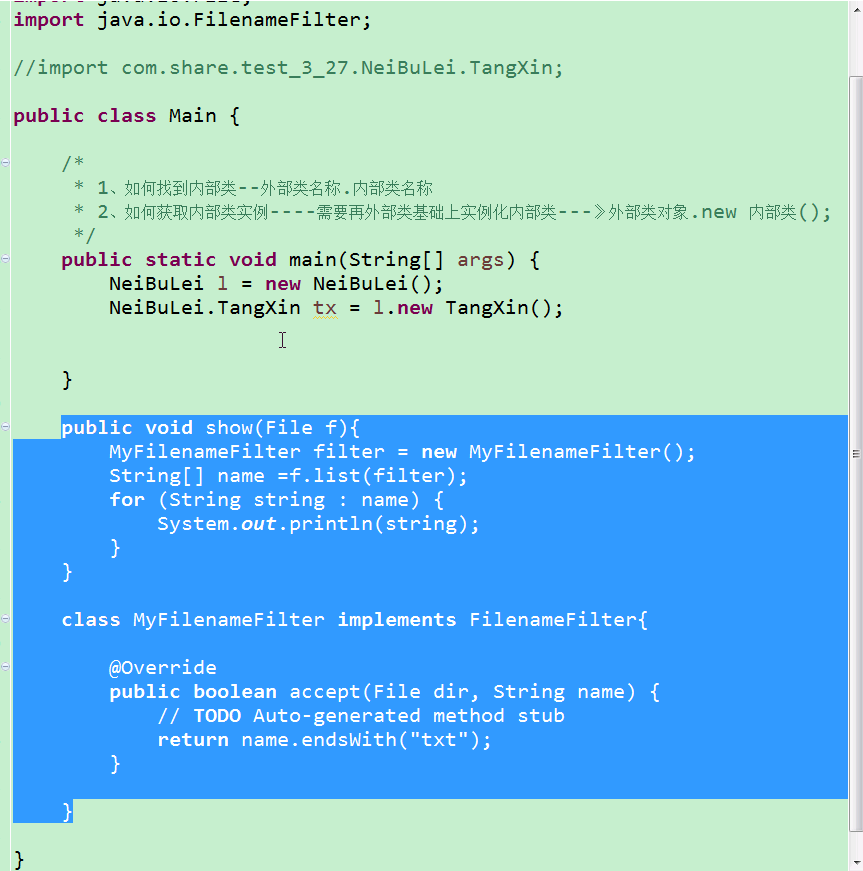 import java.io.File;
import java.io.FilenameFilter;
//import com.share.test_3_27.NeiBuLei.TangXin;
public class Main {
/*
* 1、如何找到内部类--外部类名称.内部类名称
* 2、如何获取内部类实例----需要再外部类基础上实例化内部类---》外部类对象.new 内部类();
*/
public static void main(String[] args) {
NeiBuLei l = new NeiBuLei();
NeiBuLei.TangXin tx = l.new TangXin();
}
public void show(File f){
MyFilenameFilter filter = new MyFilenameFilter();
String[] name =f.list(filter);
for (String string : name) {
System.out.println(string);
}
}
class MyFilenameFilter implements FilenameFilter{
@Override
public boolean accept(File dir, String name) {
// TODO Auto-generated method stub
return name.endsWith("txt");
}
}
}